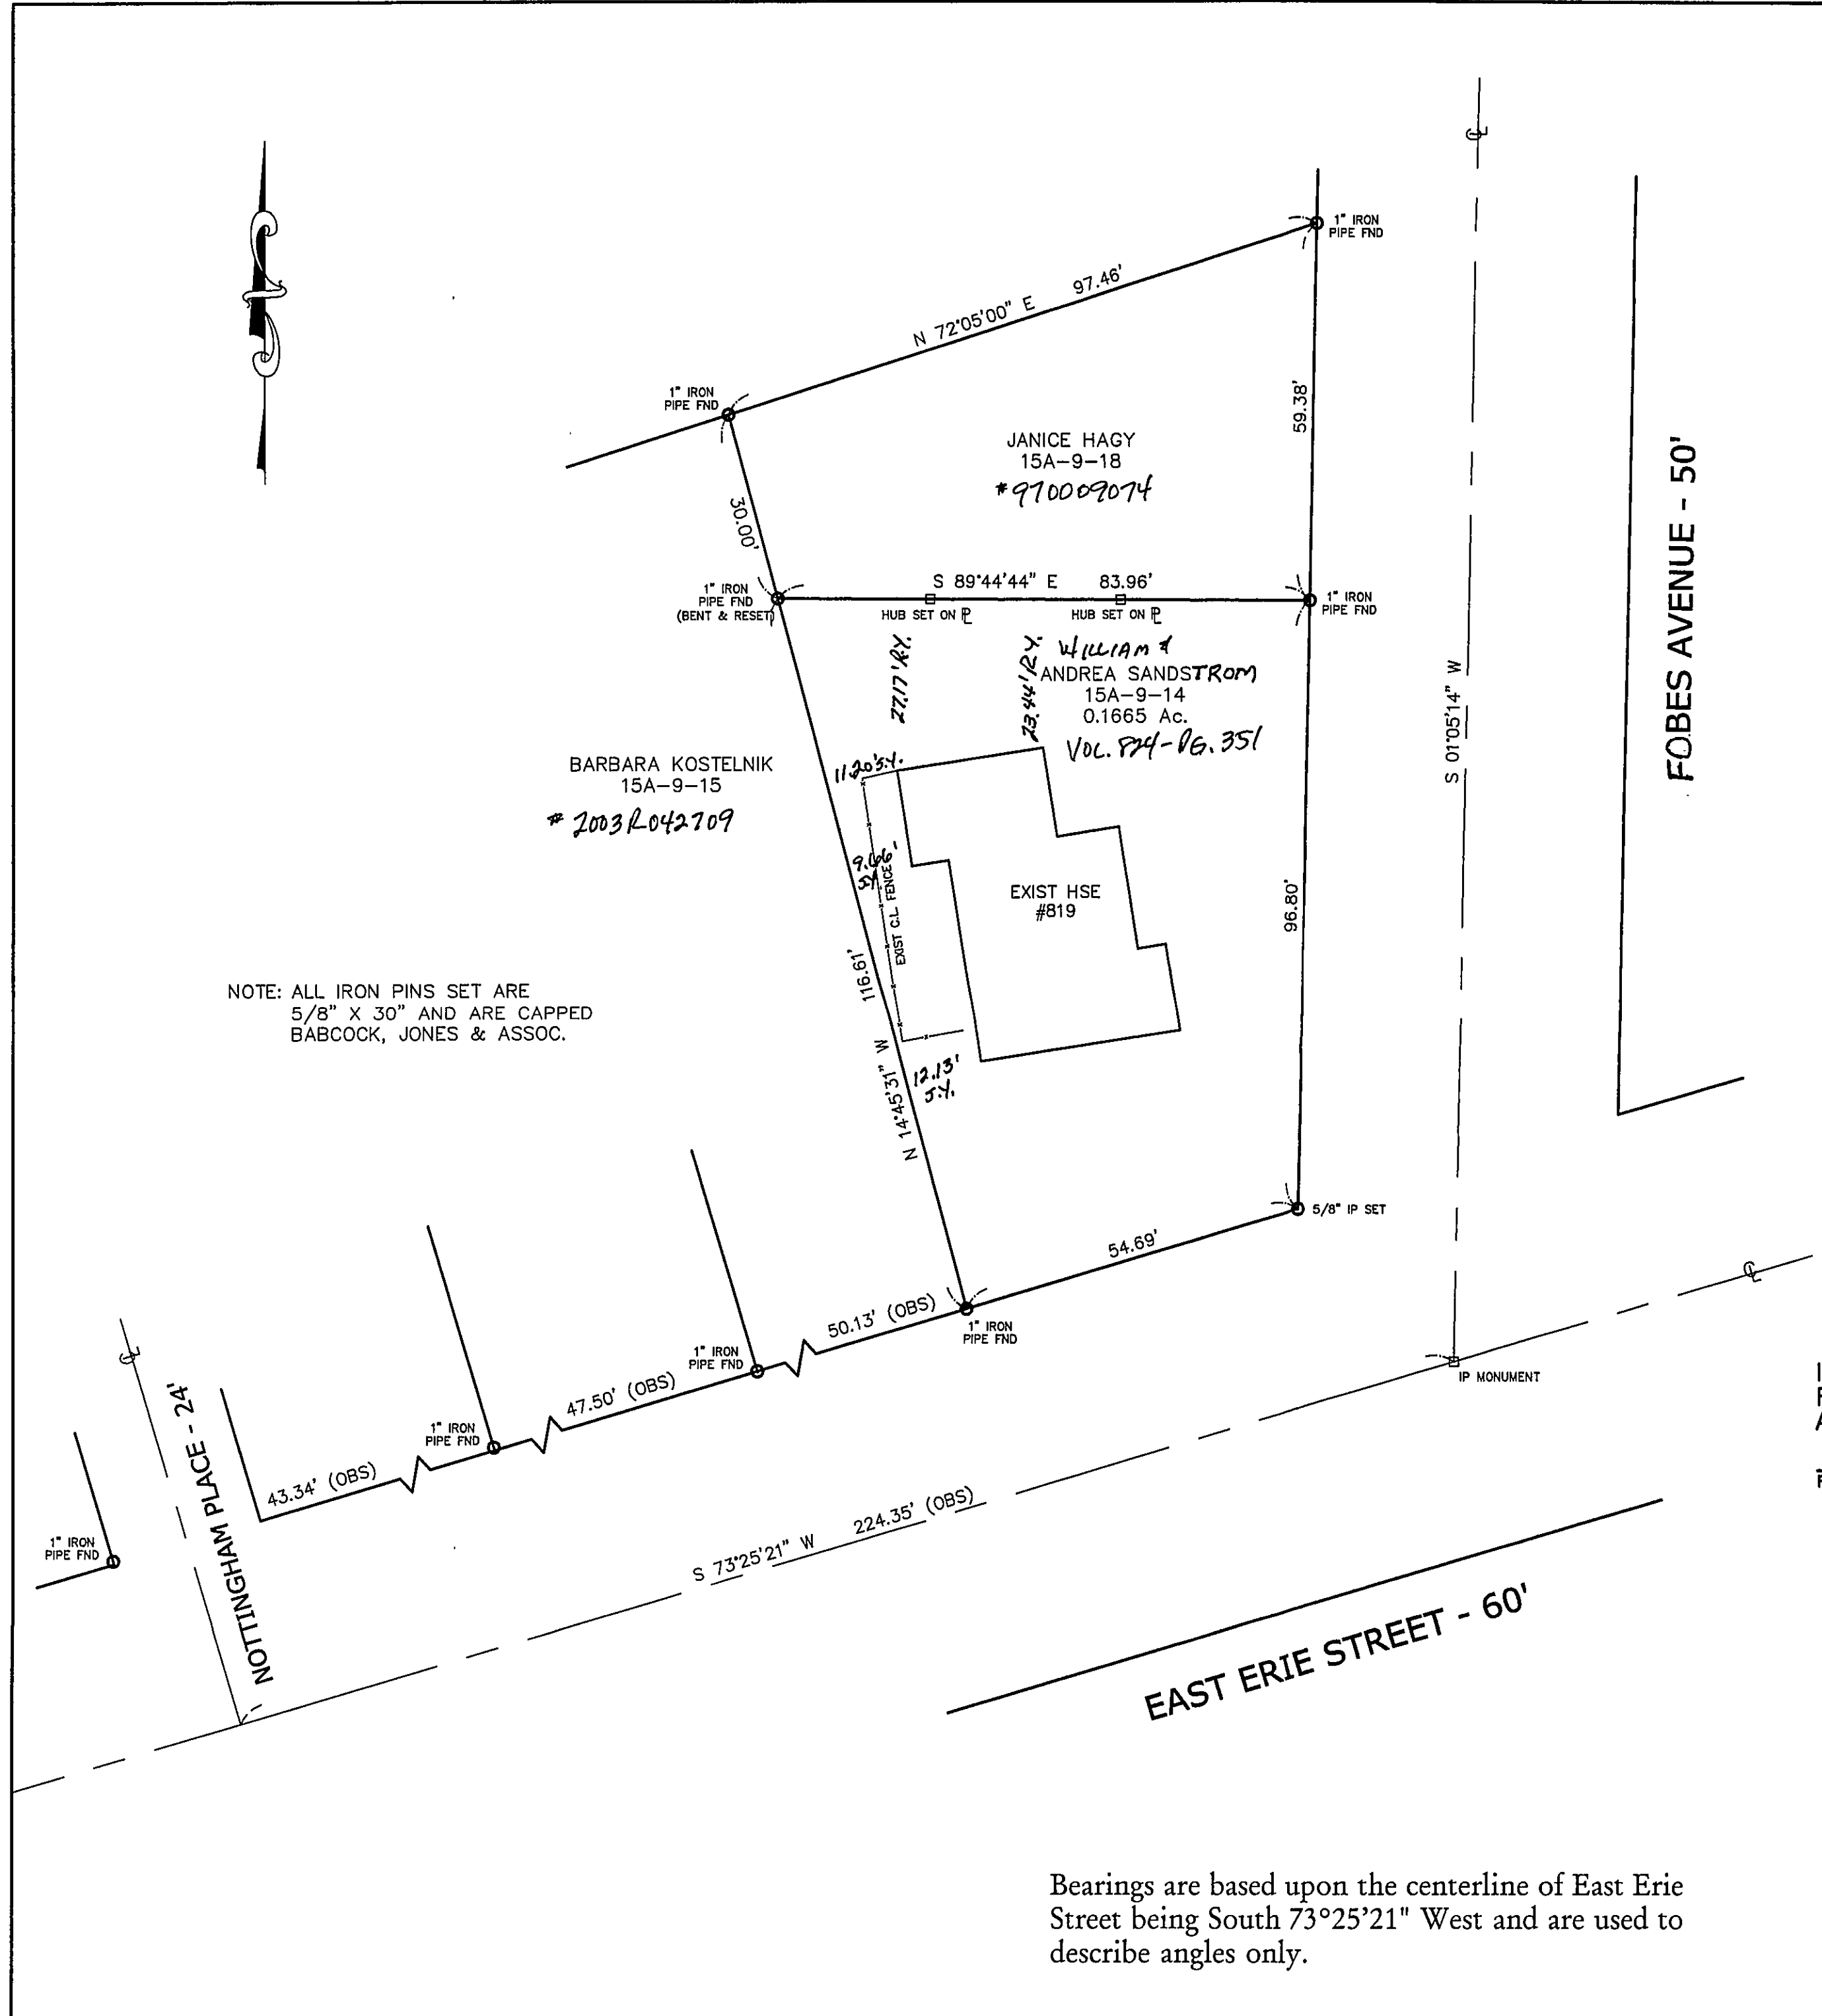 1" IRON
PIPE FND
N 72°05'00" E 97.46'
1" IRON
PIPE FND
59.38'
JANICE HAGY
15A-9-18
#970009074
30.00'
FOBES AVENUE - 50'
S 89°44'44" E 83.96'
1" IRON
PIPE FND
(BENT & RESET)
HUB SET ON PL
HUB SET ON PL
1" IRON
PIPE FND
27.17' R.Y.
23.44' R.Y.
WILLIAM &
ANDREA SANDSTROM
15A-9-14
0.1665 Ac.
VOL. 824-PG. 351
S 01°05'14" W
BARBARA KOSTELNIK
15A-9-15
# 2003R042709
11.20' S.Y.
9.66'
S.Y.
EXIST C.L. FENCE
EXIST HSE
#819
96.80'
116.61'
N 14°45'31" W
12.13'
S.Y.
NOTE: ALL IRON PINS SET ARE
5/8" X 30" AND ARE CAPPED
BABCOCK, JONES & ASSOC.
5/8" IP SET
54.69'
50.13' (OBS)
1" IRON
PIPE FND
1" IRON
PIPE FND
47.50' (OBS)
1" IRON
PIPE FND
43.34' (OBS)
IP MONUMENT
NOTTINGHAM PLACE - 24'
1" IRON
PIPE FND
S 73°25'21" W 224.35' (OBS)
EAST ERIE STREET - 60'
Bearings are based upon the centerline of East Erie
Street being South 73°25'21" West and are used to
describe angles only.